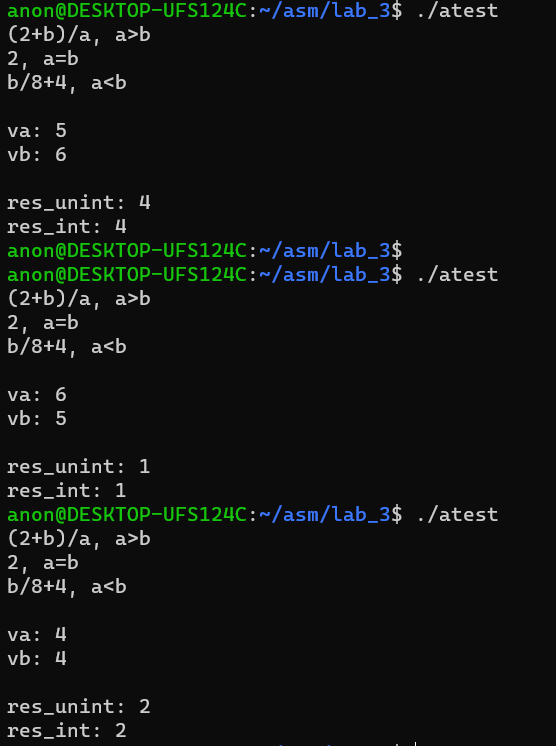 anon@DESKTOP-UFS124C:~/asm/lab_3$ ./atest
(2+b)/a, a>b
2, a=b
b/8+4, a<b
va: 5
vb: 6
res_unint: 4
res_int: 4
anon@DESKTOP-UFS124C:~/asm/lab_3$
anon@DESKTOP-UFS124C:~/asm/lab_3$ ./atest
(2+b)/a, a>b
2, a=b
b/8+4, a<b
va: 6
vb: 5
res_unint: 1
res_int: 1
anon@DESKTOP-UFS124C:~/asm/lab_3$ ./atest
(2+b)/a, a>b
2, a=b
b/8+4, a<b
va: 4
vb: 4
res_unint: 2
res_int: 2